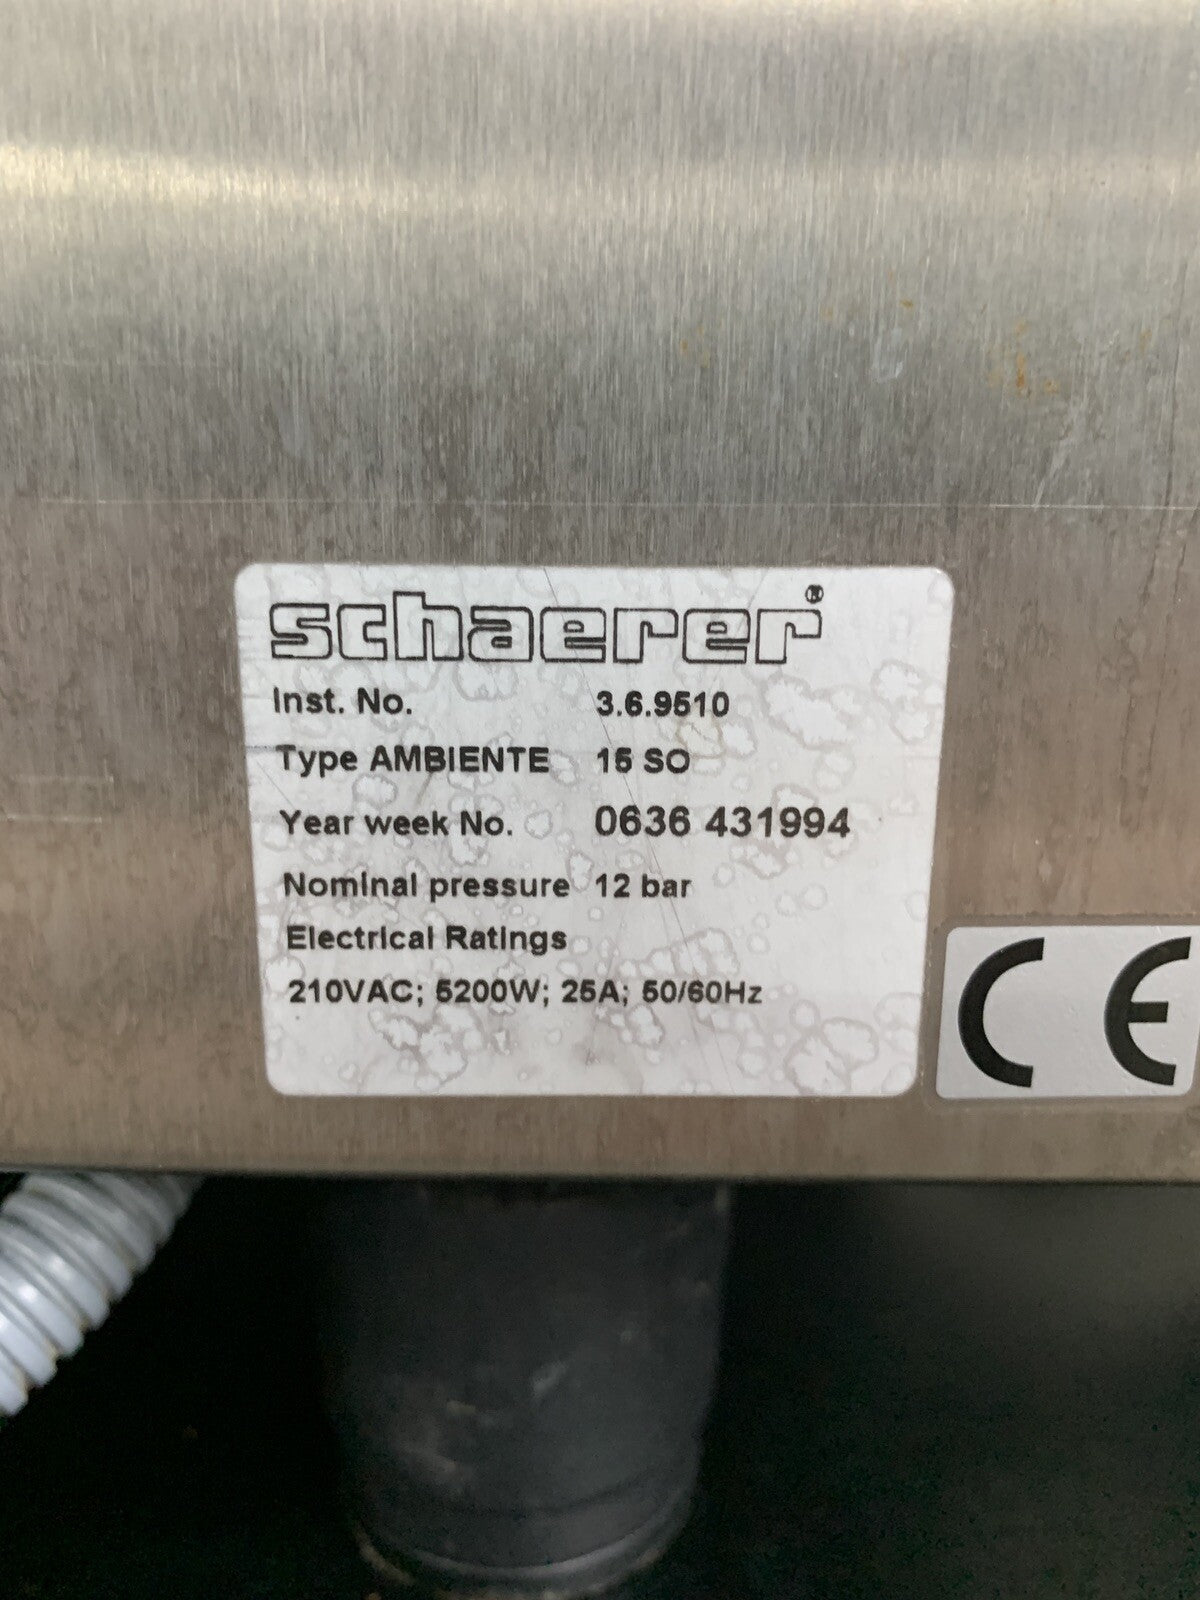 schaerer®
Inst. No. 3.6.9510
Type AMBIENTE 15 SO
Year week No. 0636 431994
Nominal pressure 12 bar
Electrical Ratings
210VAC; 5200W; 25A; 50/60Hz
CE